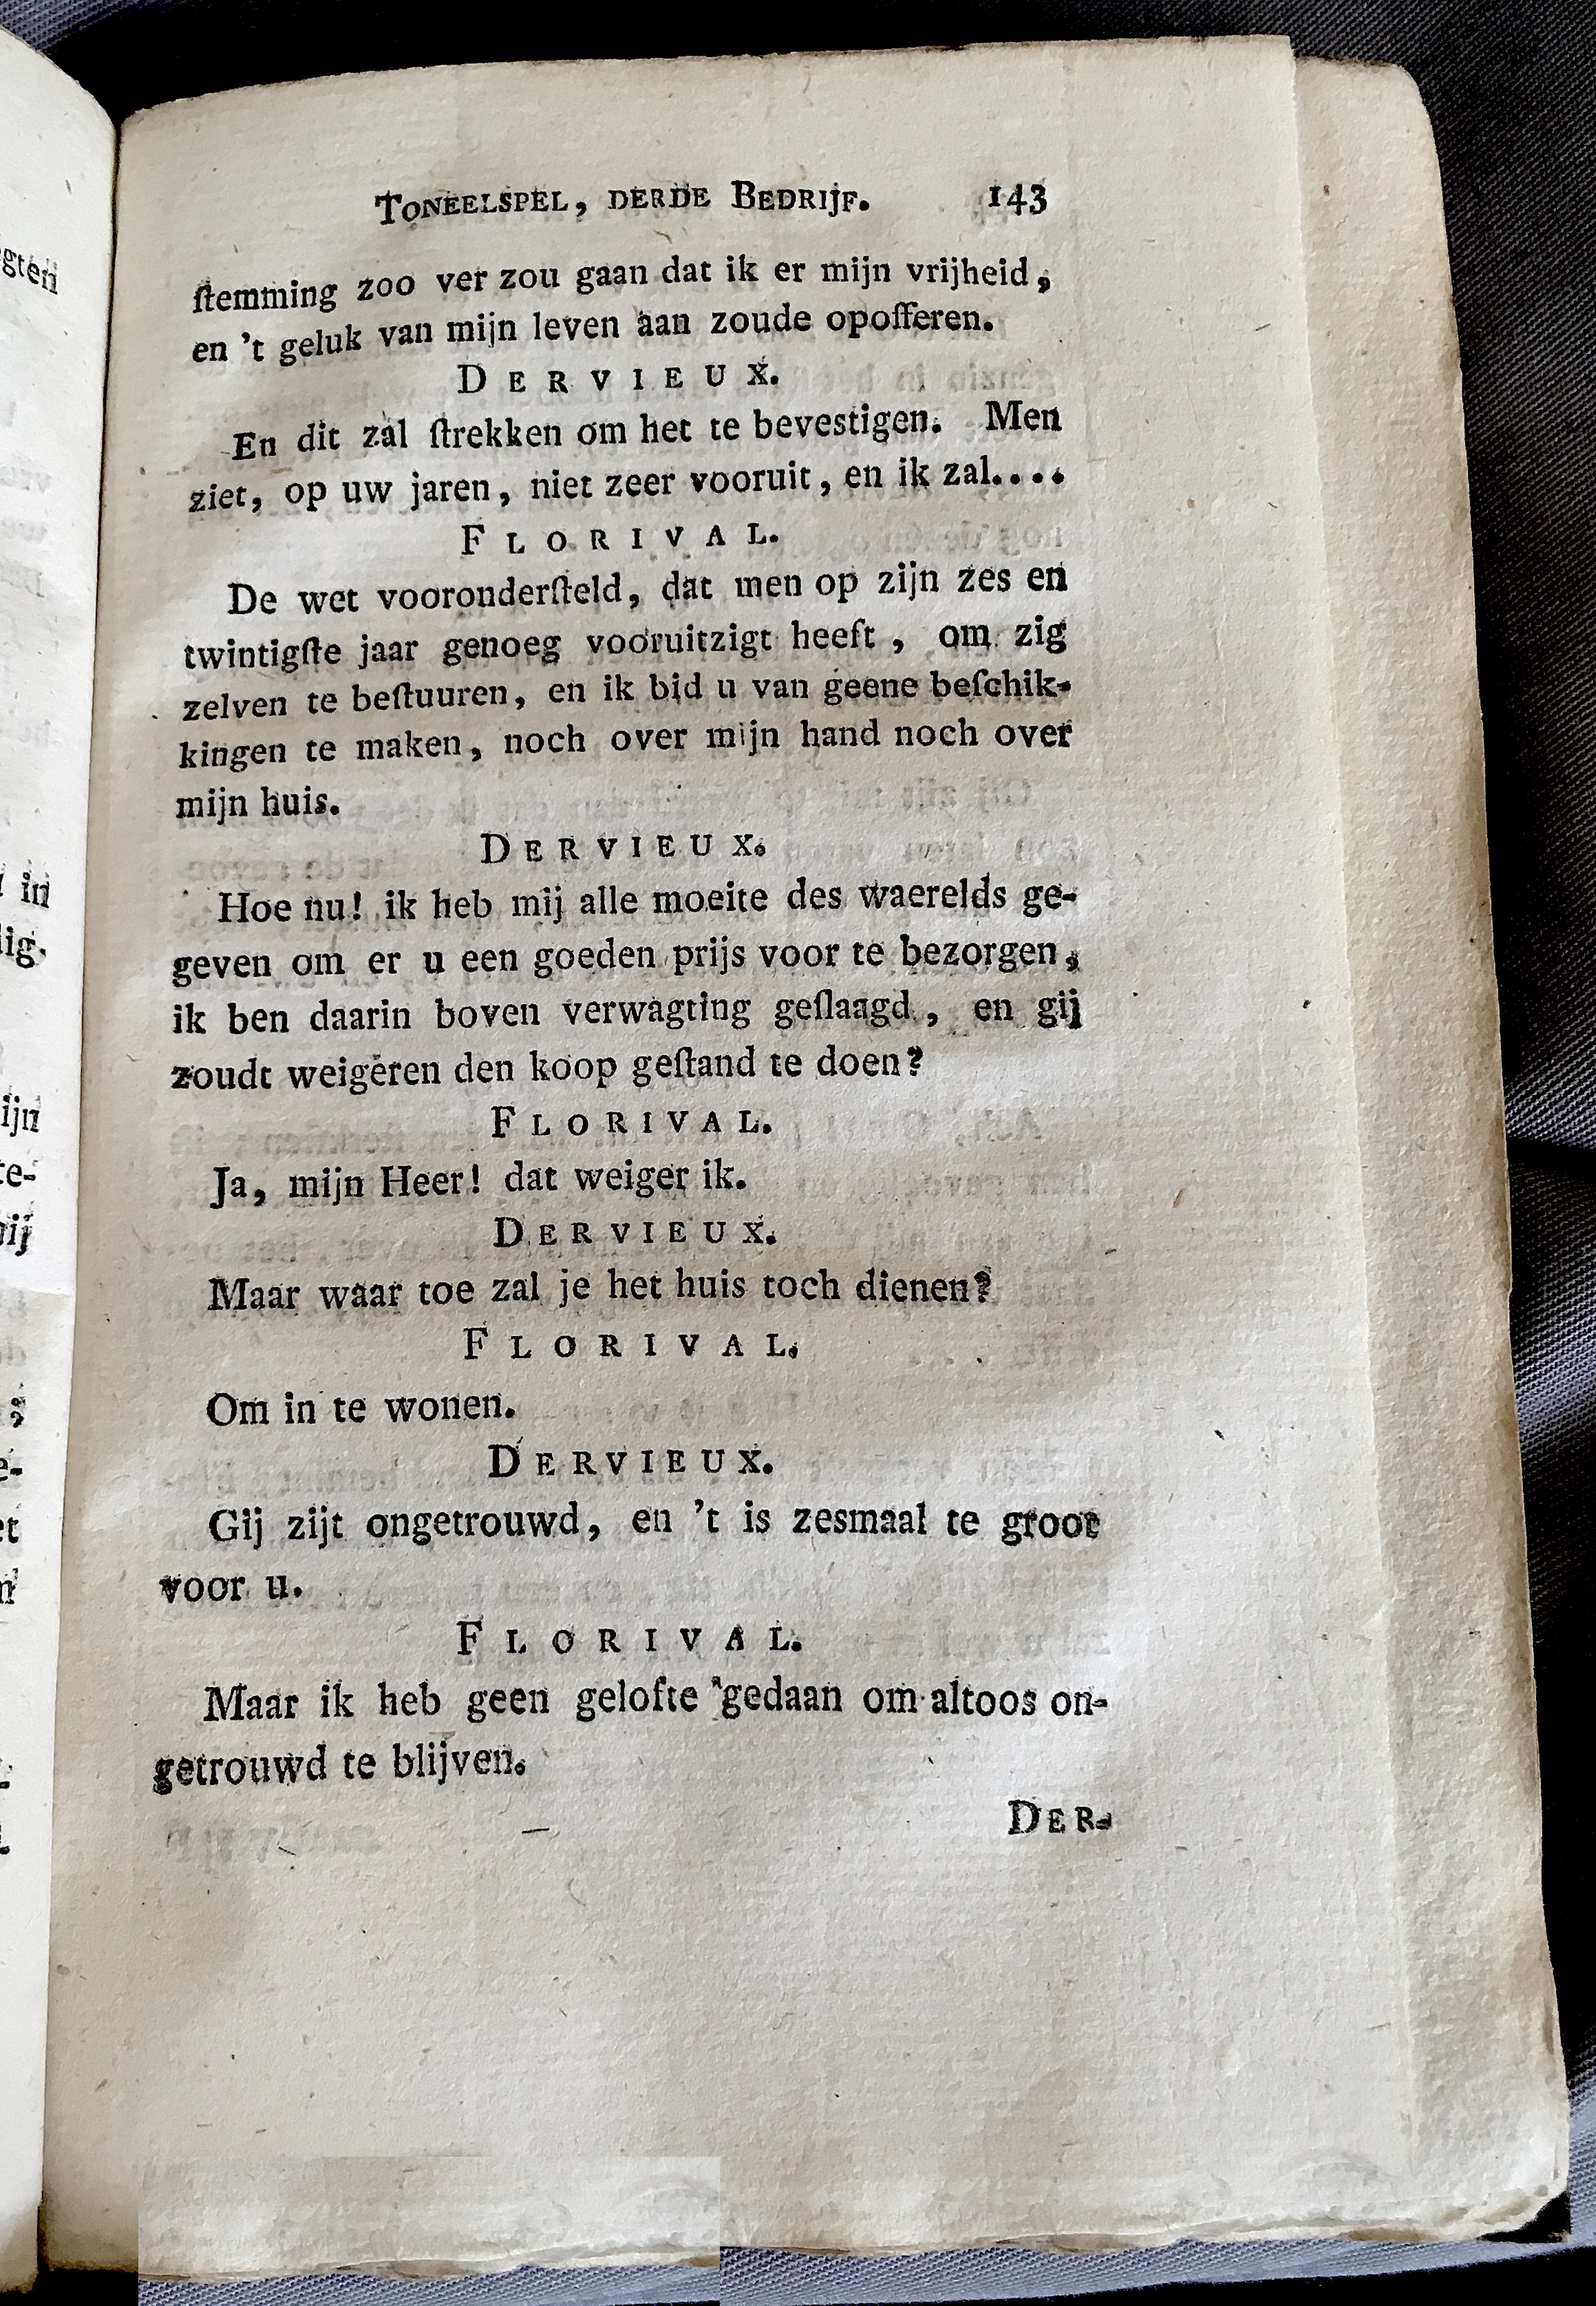 TONEELSPEL, DERDE BEDRIJF. 143
ſtemming zoo ver zou gaan dat ik er mijn vrijheid,
en 't geluk van mijn leven aan zoude opofferen.
DERVIEUX.
En dit zal ſtrekken om het te bevestigen. Men
ziet, op uw jaren, niet zeer vooruit, en ik zal....
FLORIVAL.
De wet vooronderſteld, dat men op zijn zes en
twintigſte jaar genoeg vooruitzigt heeft, om zig
zelven te beſtuuren, en ik bid u van geene beſchik-
kingen te maken, noch over mijn hand noch over
mijn huis.
DERVIEUX.
Hoe nu! ik heb mij alle moeite des waerelds ge-
geven om er u een goeden prijs voor te bezorgen,
ik ben daarin boven verwagting geſlaagd, en gij
zoudt weigeren den koop geſtand te doen?
FLORIVAL.
Ja, mijn Heer! dat weiger ik.
DERVIEUX.
Maar waar toe zal je het huis toch dienen?
FLORIVAL.
Om in te wonen.
DERVIEUX.
Gij zijt ongetrouwd, en 't is zesmaal te groot
voor u.
FLORIVAL.
Maar ik heb geen gelofte gedaan om altoos on-
getrouwd te blijven.
DER-